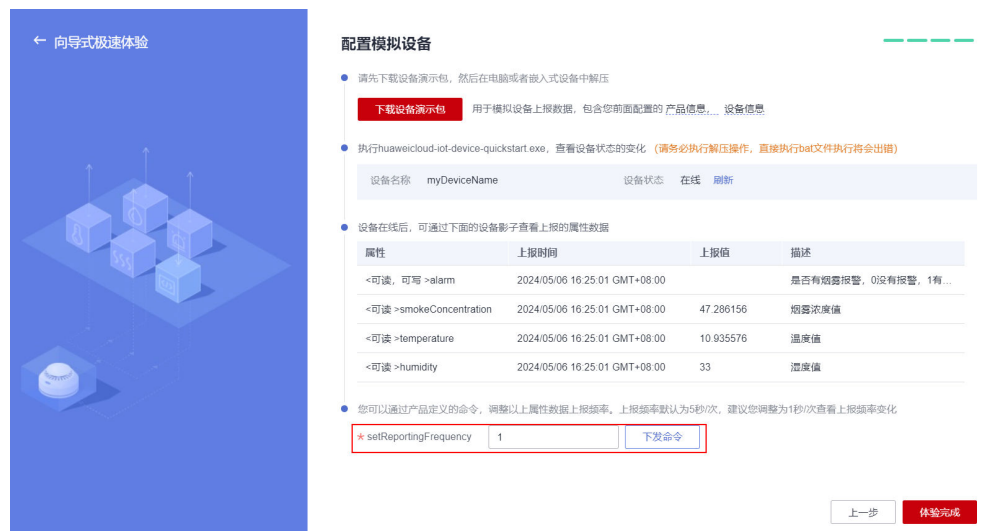 ← 向导式极速体验
配置模拟设备
请先下载设备演示包，然后在电脑或者嵌入式设备中解压
下载设备演示包 用于模拟设备上报数据，包含您前面配置的 产品信息， 设备信息
执行huaweicloud-iot-device-quickstart.exe，查看设备状态的变化 （请务必执行解压操作，直接执行bat文件执行将会出错）
设备名称 myDeviceName 设备状态 在线 刷新
设备在线后，可通过下面的设备影子查看上报的属性数据
属性 上报时间 上报值 描述
<可读，可写 >alarm 2024/05/06 16:25:01 GMT+08:00 是否有烟雾报警，0没有报警，1有...
<可读 >smokeConcentration 2024/05/06 16:25:01 GMT+08:00 47.286156 烟雾浓度值
<可读 >temperature 2024/05/06 16:25:01 GMT+08:00 10.935576 温度值
<可读 >humidity 2024/05/06 16:25:01 GMT+08:00 33 湿度值
您可以通过产品定义的命令，调整以上属性数据上报频率。上报频率默认为5秒/次，建议您调整为1秒/次查看上报频率变化
* setReportingFrequency 1 下发命令
上一步 体验完成